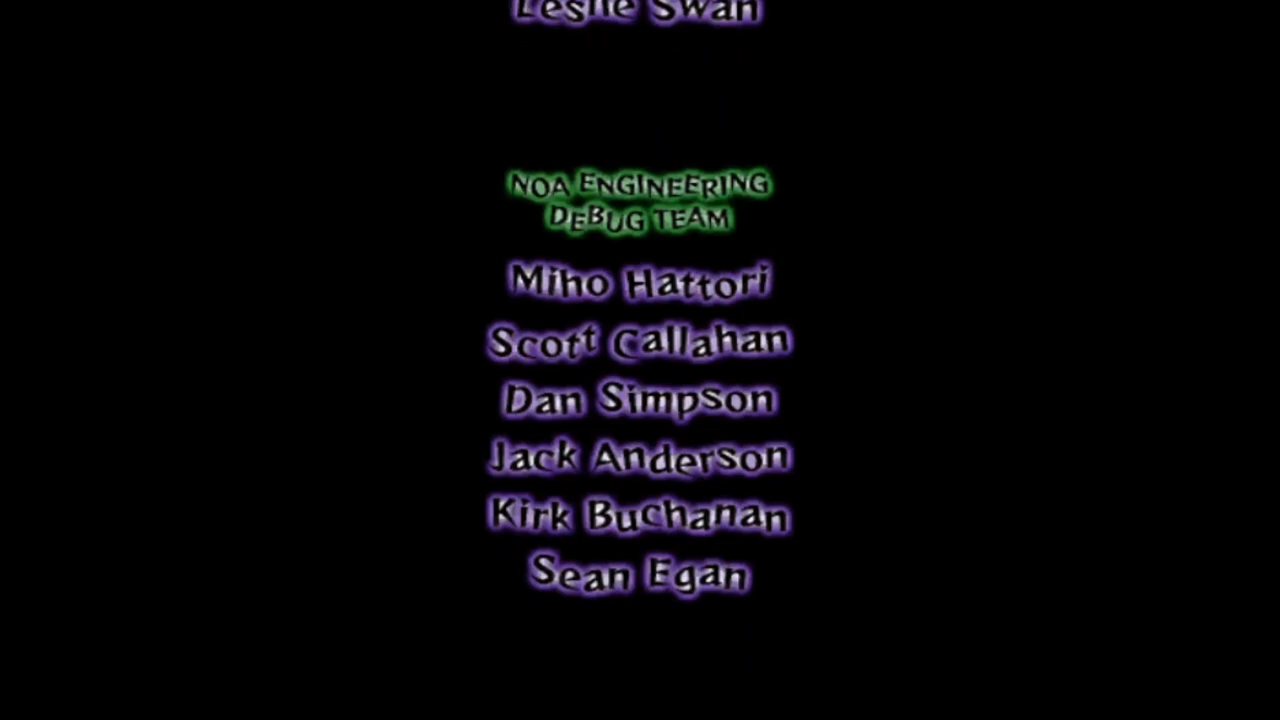 Leslie Swan
NOA ENGINEERING
DEBUG TEAM
Miho Hattori
Scott Callahan
Dan Simpson
Jack Anderson
Kirk Buchanan
Sean Egan